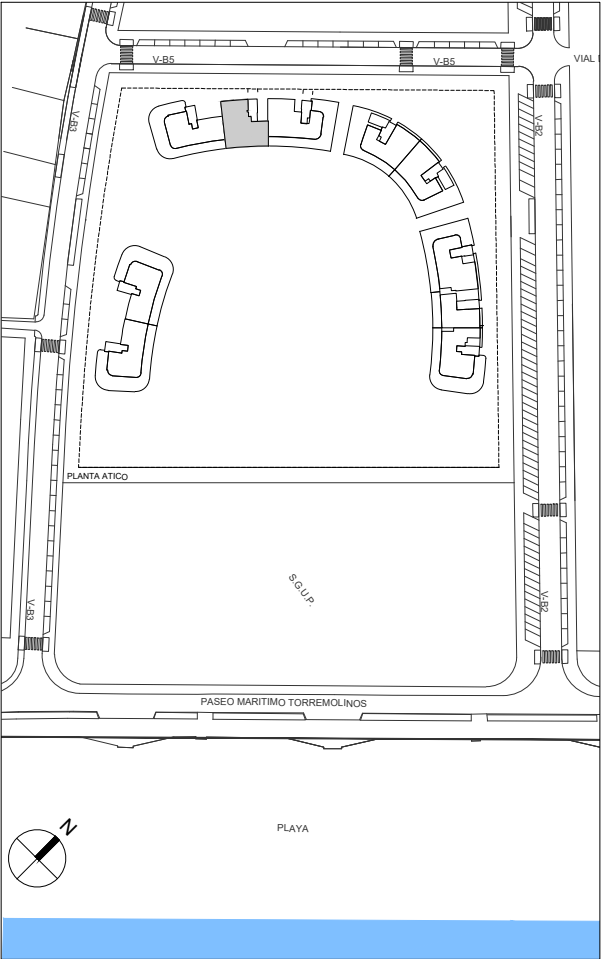 V-B5
V-B5
VIAL
V-B3
V-B2
PLANTA ATICO
S.G.U.P.
V-B3
V-B2
PASEO MARITIMO TORREMOLINOS
PLAYA
N